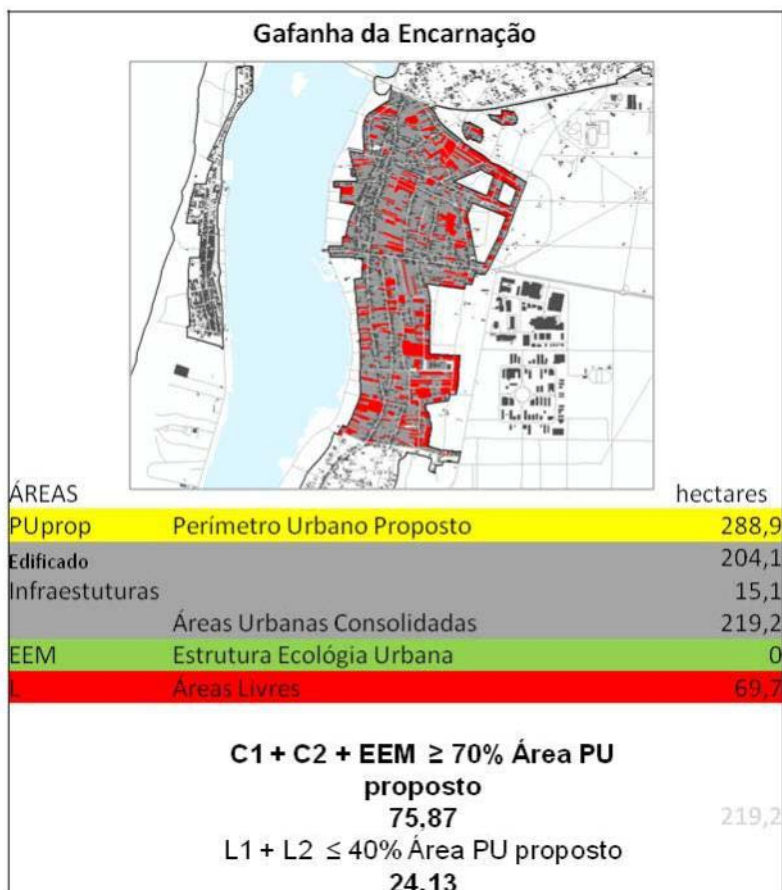 Gafanha da Encarnação
ÁREAS hectares
PUprop Perímetro Urbano Proposto 288,9
Edificado 204,1
Infraestuturas 15,1
Áreas Urbanas Consolidadas 219,2
EEM Estrutura Ecológia Urbana 0
L Áreas Livres 69,7
C1 + C2 + EEM ≥ 70% Área PU
proposto
75,87 219,2
L1 + L2 ≤ 40% Área PU proposto
24,13